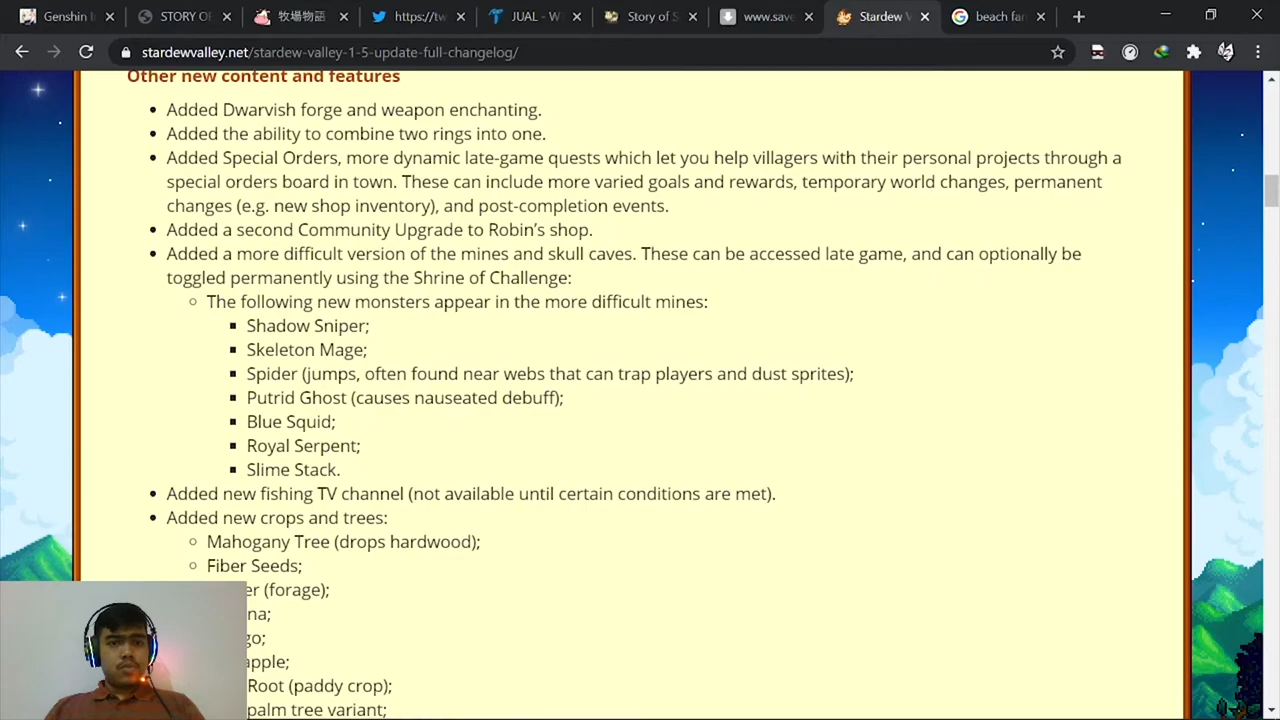 Genshin I
STORY OF
牧場物語
https://tw
JUAL - W
Story of S
www.save
Stardew V
beach fan
stardewvalley.net/stardew-valley-1-5-update-full-changelog/
Other new content and features
• Added Dwarvish forge and weapon enchanting.
• Added the ability to combine two rings into one.
• Added Special Orders, more dynamic late-game quests which let you help villagers with their personal projects through a
special orders board in town. These can include more varied goals and rewards, temporary world changes, permanent
changes (e.g. new shop inventory), and post-completion events.
• Added a second Community Upgrade to Robin's shop.
• Added a more difficult version of the mines and skull caves. These can be accessed late game, and can optionally be
toggled permanently using the Shrine of Challenge:
○ The following new monsters appear in the more difficult mines:
▪ Shadow Sniper;
▪ Skeleton Mage;
▪ Spider (jumps, often found near webs that can trap players and dust sprites);
▪ Putrid Ghost (causes nauseated debuff);
▪ Blue Squid;
▪ Royal Serpent;
▪ Slime Stack.
• Added new fishing TV channel (not available until certain conditions are met).
• Added new crops and trees:
○ Mahogany Tree (drops hardwood);
○ Fiber Seeds;
er (forage);
na;
go;
apple;
Root (paddy crop);
palm tree variant;